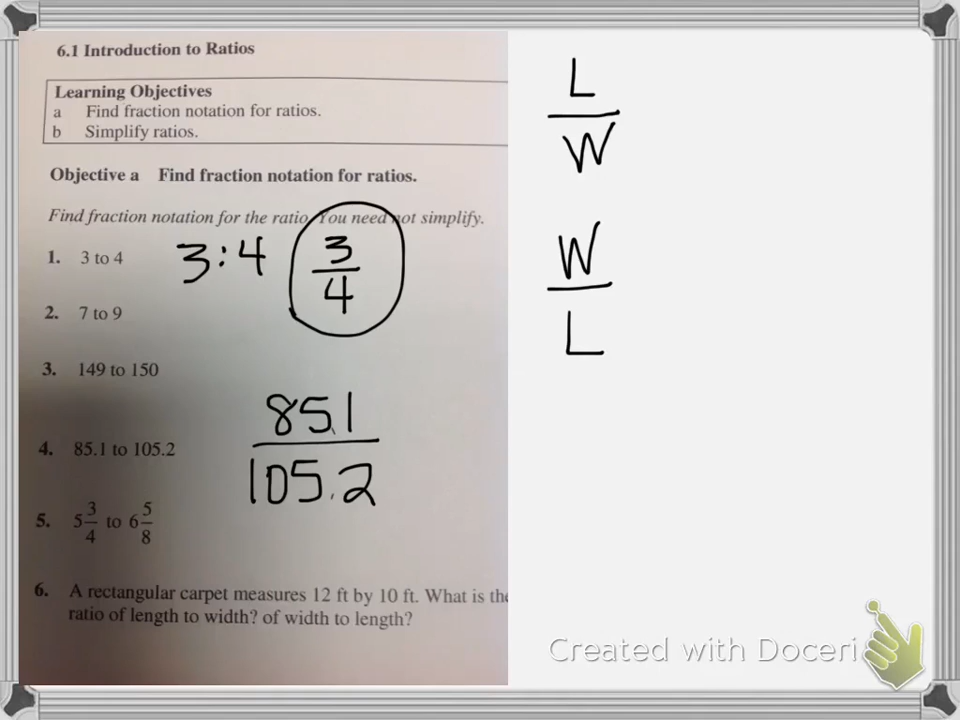 6.1 Introduction to Ratios
Learning Objectives
a Find fraction notation for ratios.
b Simplify ratios.
Objective a Find fraction notation for ratios.
Find fraction notation for the ratio. You need not simplify.
1. 3 to 4
3:4
3/4
2. 7 to 9
3. 149 to 150
4. 85.1 to 105.2
85.1/105.2
5. 5 3/4 to 6 5/8
6. A rectangular carpet measures 12 ft by 10 ft. What is the
ratio of length to width? of width to length?
L/W
W/L
Created with Doceri